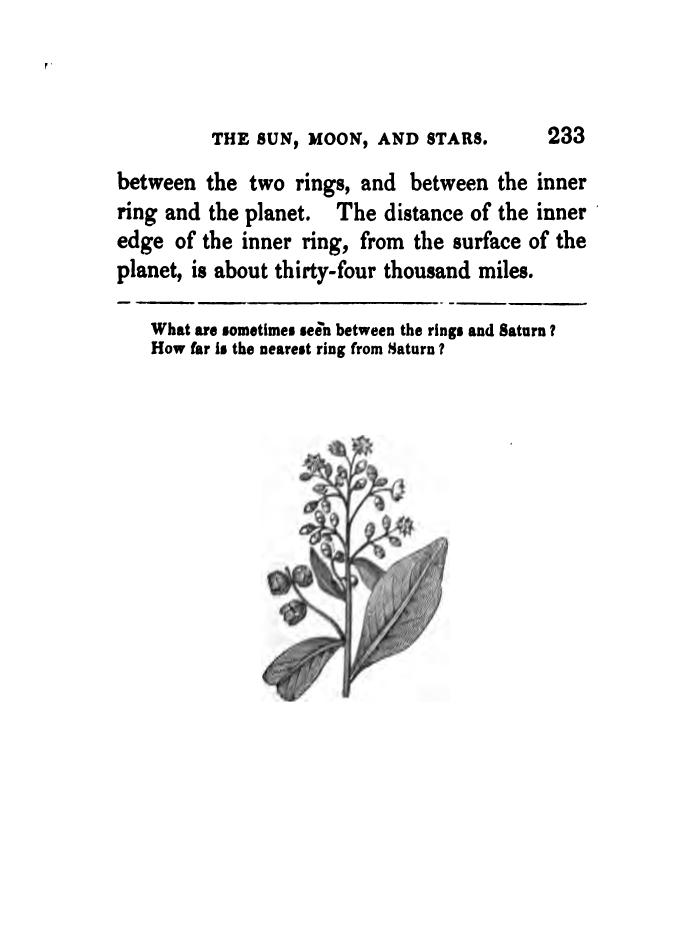 THE SUN, MOON, AND STARS. 233
between the two rings, and between the inner
ring and the planet. The distance of the inner
edge of the inner ring, from the surface of the
planet, is about thirty-four thousand miles.
What are sometimes seen between the rings and Saturn?
How far is the nearest ring from Saturn?